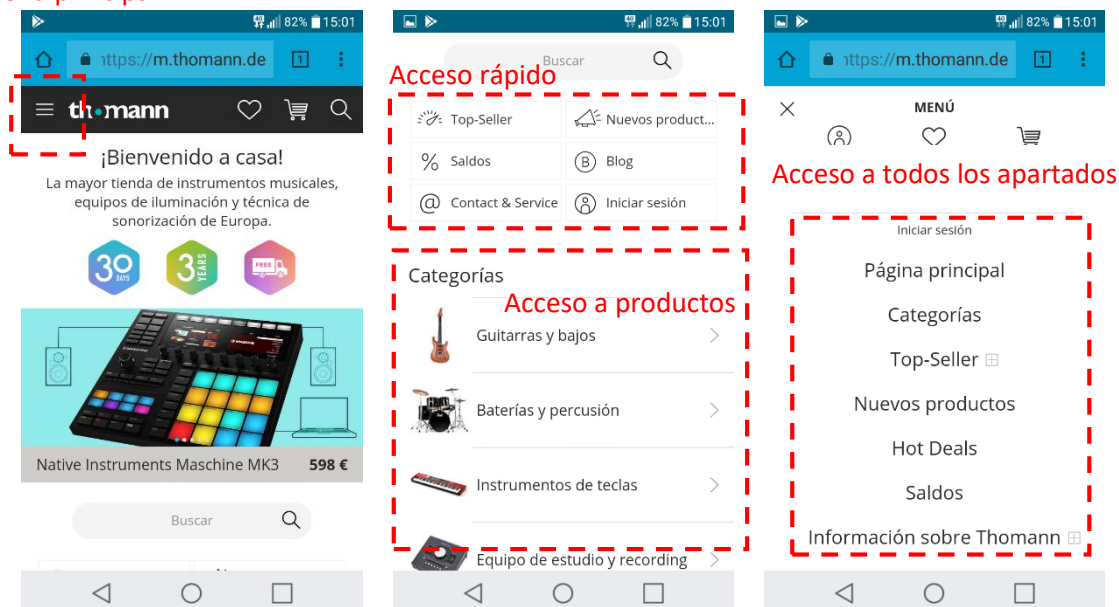 82% 15:01
https://m.thomann.de 1
th•mann
¡Bienvenido a casa!
La mayor tienda de instrumentos musicales,
equipos de iluminación y técnica de
sonorización de Europa.
30
DAYS
3
YEARS
FREE
Native Instruments Maschine MK3 598 €
Buscar
82% 15:01
Buscar
Acceso rápido
Top-Seller
Nuevos product...
% Saldos
B Blog
@ Contact & Service
Iniciar sesión
Categorías
Acceso a productos
Guitarras y bajos
Baterías y percusión
Instrumentos de teclas
Equipo de estudio y recording
82% 15:01
https://m.thomann.de 1
MENÚ
Acceso a todos los apartados
Iniciar sesión
Página principal
Categorías
Top-Seller
Nuevos productos
Hot Deals
Saldos
Información sobre Thomann